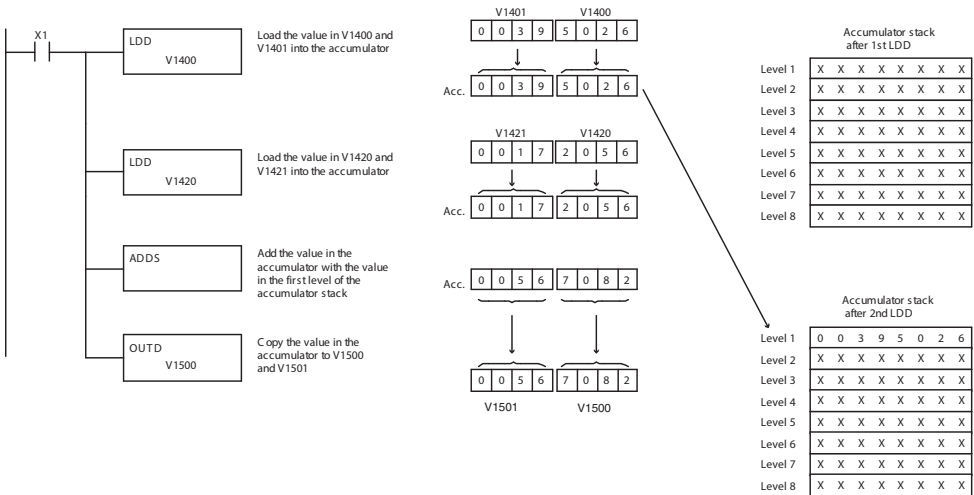 X1
LDD
V1400
Load the value in V1400 and
V1401 into the accumulator
LDD
V1420
Load the value in V1420 and
V1421 into the accumulator
ADDS
Add the value in the
accumulator with the value
in the first level of the
accumulator stack
OUTD
V1500
Copy the value in the
accumulator to V1500
and V1501
V1401 V1400
0 0 3 9 5 0 2 6
Acc. 0 0 3 9 5 0 2 6
V1421 V1420
0 0 1 7 2 0 5 6
Acc. 0 0 1 7 2 0 5 6
Acc. 0 0 5 6 7 0 8 2
0 0 5 6 7 0 8 2
V1501 V1500
Accumulator stack
after 1st LDD
Level 1 X X X X X X X X
Level 2 X X X X X X X X
Level 3 X X X X X X X X
Level 4 X X X X X X X X
Level 5 X X X X X X X X
Level 6 X X X X X X X X
Level 7 X X X X X X X X
Level 8 X X X X X X X X
Accumulator stack
after 2nd LDD
Level 1 0 0 3 9 5 0 2 6
Level 2 X X X X X X X X
Level 3 X X X X X X X X
Level 4 X X X X X X X X
Level 5 X X X X X X X X
Level 6 X X X X X X X X
Level 7 X X X X X X X X
Level 8 X X X X X X X X